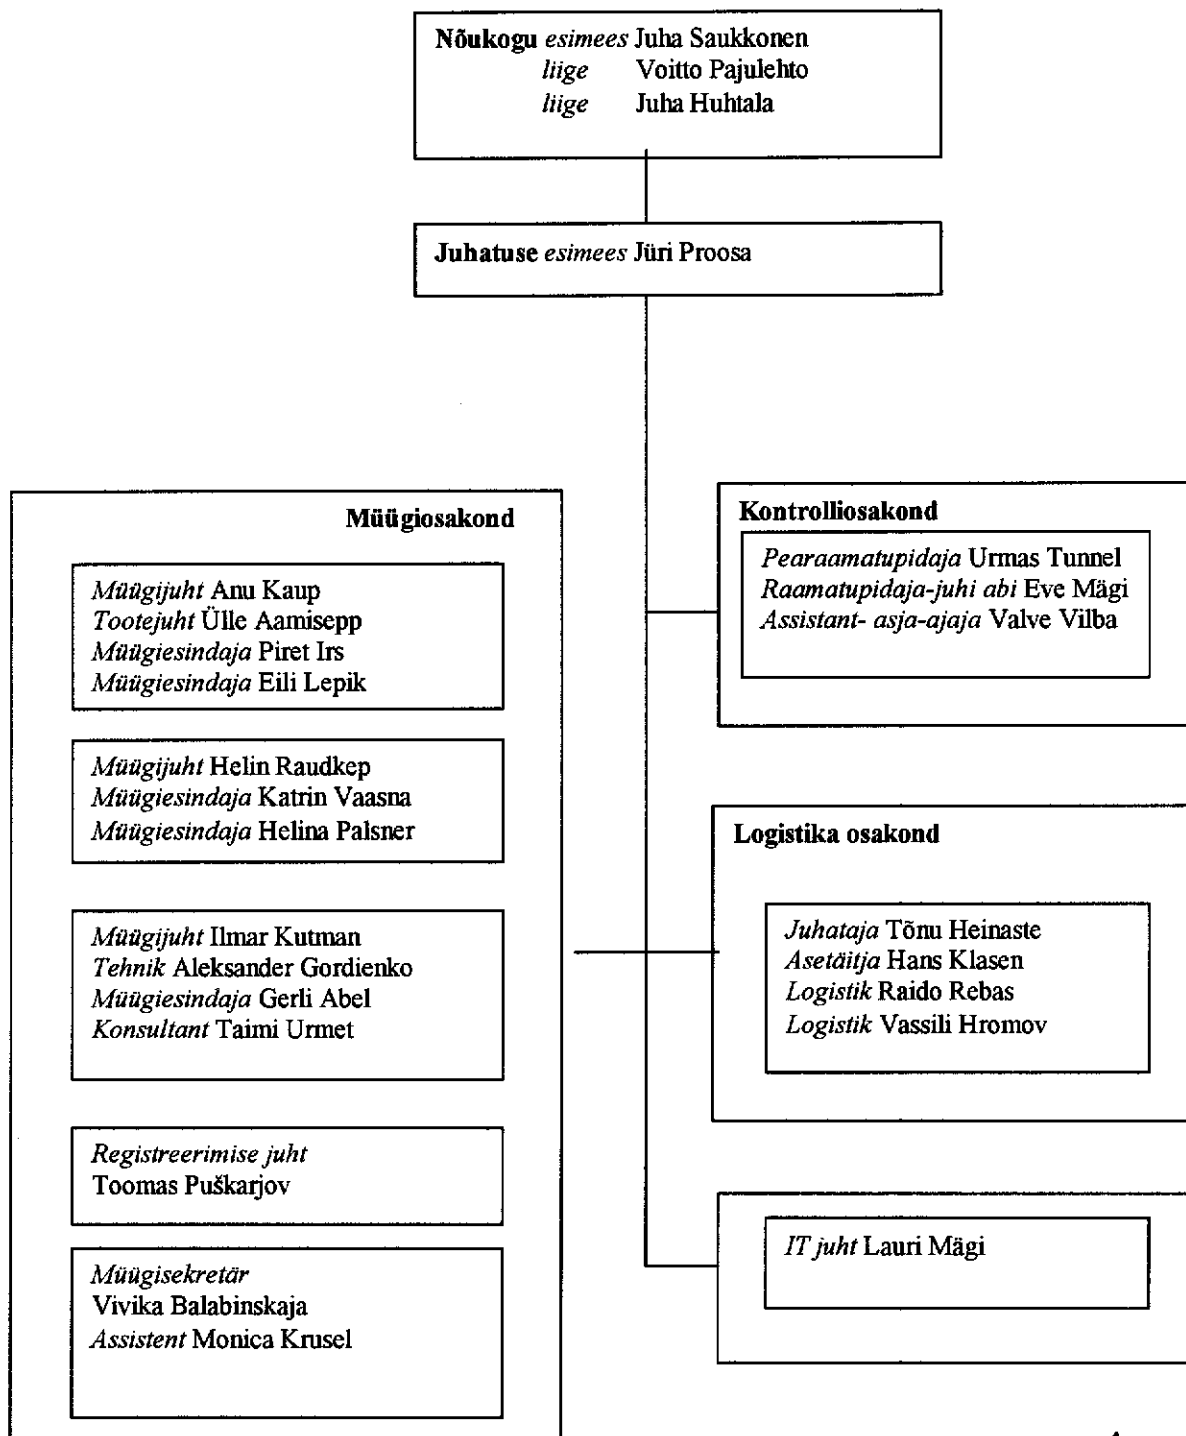 Nõukogu esimees Juha Saukkonen
liige Voitto Pajulehto
liige Juha Huhtala
Juhatuse esimees Jüri Proosa
Müügiosakond
Müügijuht Anu Kaup
Tootejuht Ülle Aamisepp
Müügiesindaja Piret Irs
Müügiesindaja Eili Lepik
Müügijuht Helin Raudkep
Müügiesindaja Katrin Vaasna
Müügiesindaja Helina Palsner
Müügijuht Ilmar Kutman
Tehnik Aleksander Gordienko
Müügiesindaja Gerli Abel
Konsultant Taimi Urmet
Registreerimise juht
Toomas Puškarjov
Müügisekretär
Vivika Balabinskaja
Assistent Monica Krusel
Kontrolliosakond
Pearaamatupidaja Urmas Tunnel
Raamatupidaja-juhi abi Eve Mägi
Assistant- asja-ajaja Valve Vilba
Logistika osakond
Juhataja Tõnu Heinaste
Asetäitja Hans Klasen
Logistik Raido Rebas
Logistik Vassili Hromov
IT juht Lauri Mägi